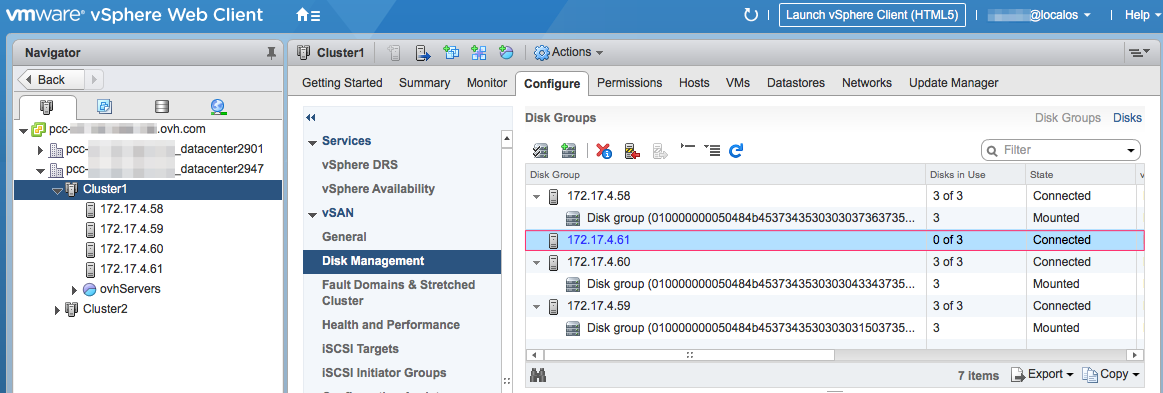 vmware® vSphere Web Client
Launch vSphere Client (HTML5)
@localos
Help
Navigator
Back
pcc-
.ovh.com
pcc-
_datacenter2901
pcc-
_datacenter2947
Cluster1
172.17.4.58
172.17.4.59
172.17.4.60
172.17.4.61
ovhServers
Cluster2
Cluster1
Actions
Getting Started Summary Monitor Configure Permissions Hosts VMs Datastores Networks Update Manager
Services
vSphere DRS
vSphere Availability
vSAN
General
Disk Management
Fault Domains & Stretched
Cluster
Health and Performance
iSCSI Targets
iSCSI Initiator Groups
Disk Groups
Disk Groups Disks
Filter
Disk Group Disks in Use State v
172.17.4.58 3 of 3 Connected
Disk group (010000000050484b4537343530303037363735... 3 Mounted
172.17.4.61 0 of 3 Connected
172.17.4.60 3 of 3 Connected
Disk group (010000000050484b4537343530303043343735... 3 Mounted
172.17.4.59 3 of 3 Connected
Disk group (010000000050484b4537343530303031503735... 3 Mounted
7 items Export Copy